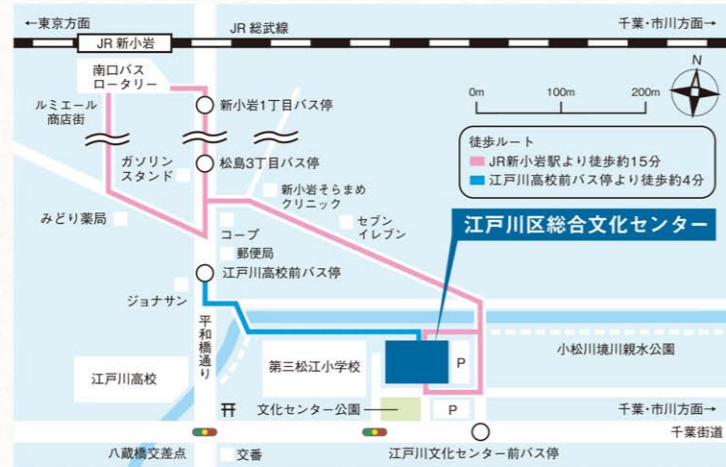 ←東京方面
JR 総武線
千葉・市川方面→
JR 新小岩
南口バス
ロータリー
N
ルミエール
商店街
新小岩1丁目バス停
0m
100m
200m
徒歩ルート
JR新小岩駅より徒歩約15分
江戸川高校前バス停より徒歩約4分
ガソリン
スタンド
松島3丁目バス停
新小岩そらまめ
クリニック
みどり薬局
コープ
セブン
イレブン
江戸川区総合文化センター
郵便局
江戸川高校前バス停
ジョナサン
平和橋通り
江戸川高校
第三松江小学校
P
小松川境川親水公園
文化センター公園
P
千葉・市川方面→
千葉街道
八蔵橋交差点
交番
江戸川文化センター前バス停